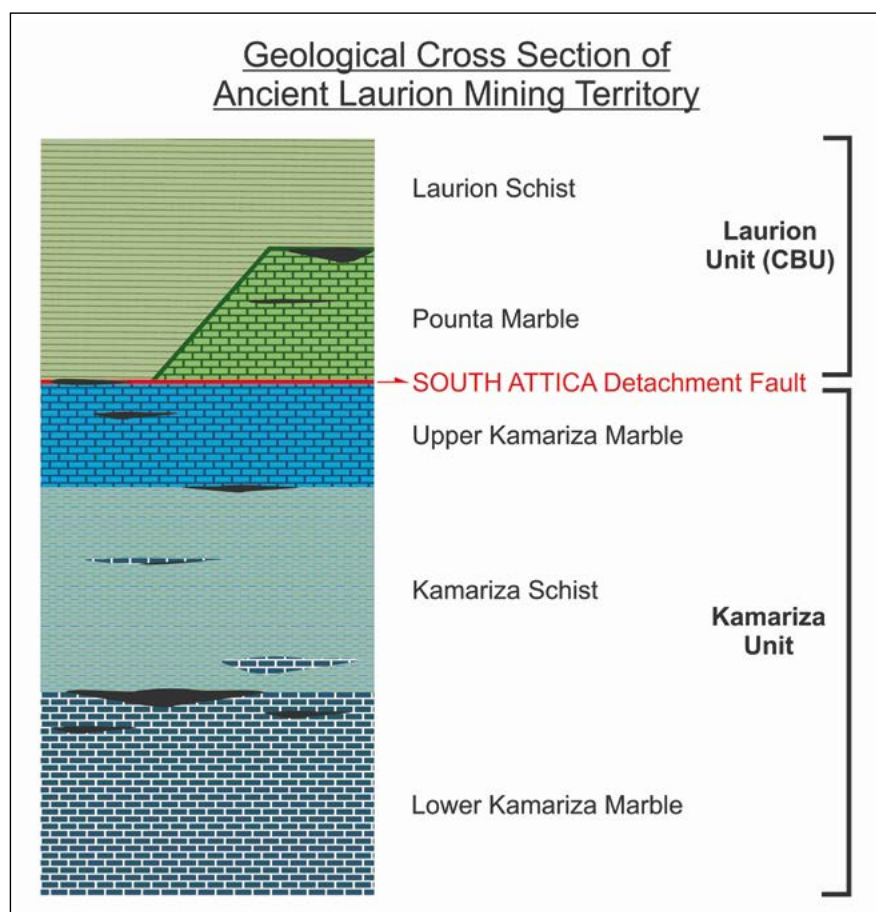 Geological Cross Section of
Ancient Laurion Mining Territory
Laurion Schist
Laurion
Unit (CBU)
Pounta Marble
SOUTH ATTICA Detachment Fault
Upper Kamariza Marble
Kamariza Schist
Kamariza
Unit
Lower Kamariza Marble